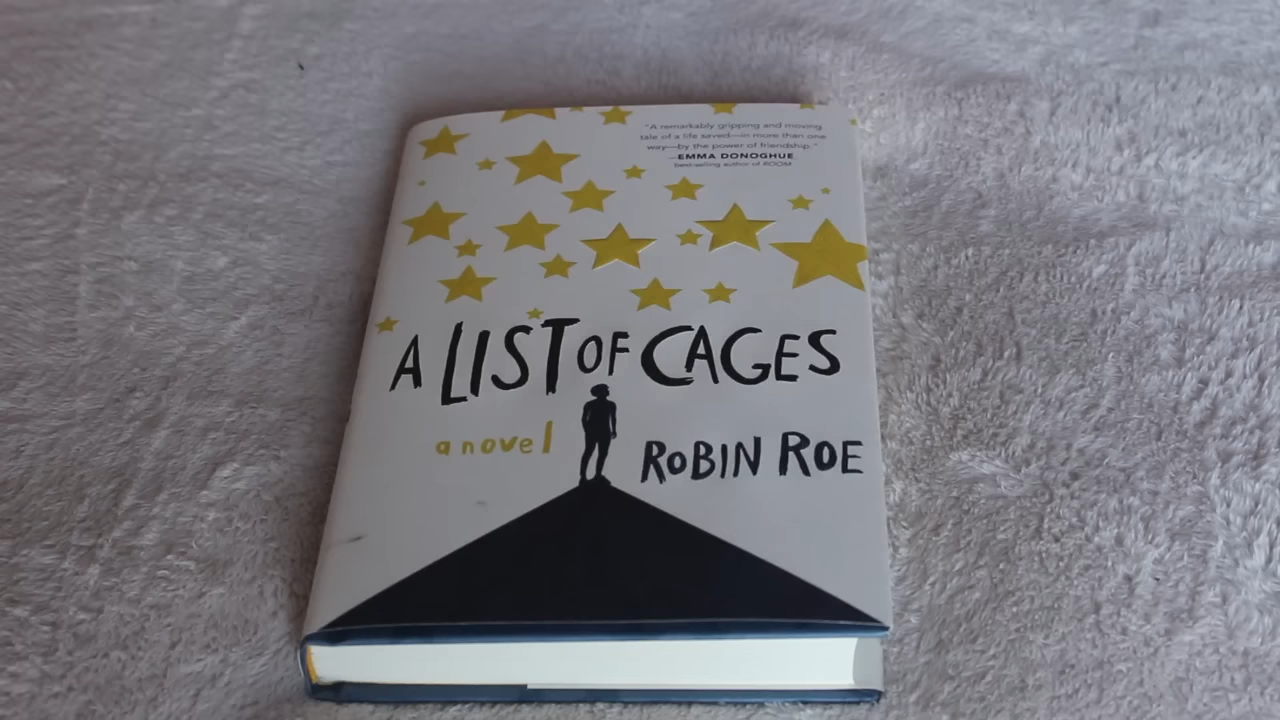 "A remarkably gripping and moving
tale of a life saved—in more than one
way—by the power of friendship."
—EMMA DONOGHUE,
best-selling author of ROOM
A LIST OF CAGES
a novel
ROBIN ROE